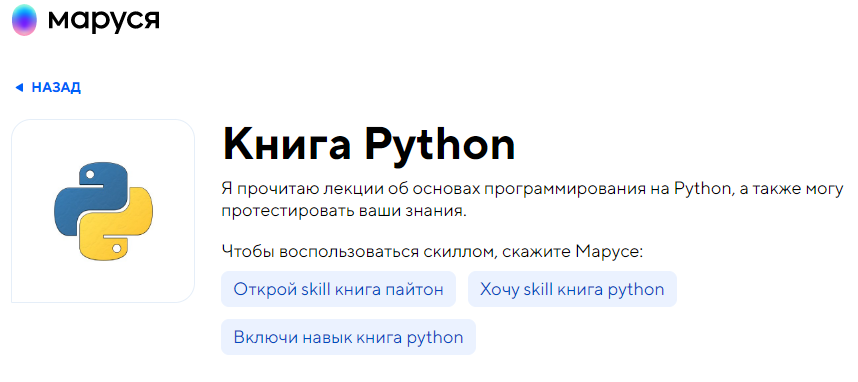 маруся
НАЗАД
Книга Python
Я прочитаю лекции об основах программирования на Python, а также могу
протестировать ваши знания.
Чтобы воспользоваться скиллом, скажите Марусе:
Открой skill книга пайтон
Хочу skill книга python
Включи навык книга python